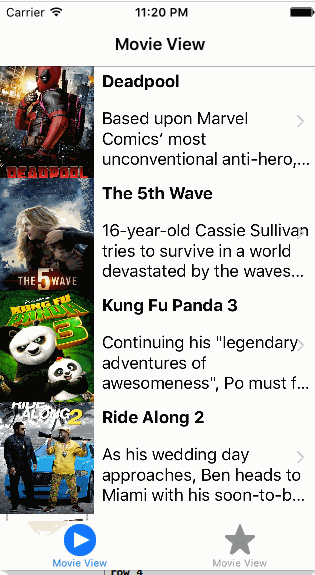 Carrier 11:20 PM
Movie View
DEADPOOL
Deadpool
Based upon Marvel
Comics’ most
unconventional anti-hero,...
THE 5TH WAVE
The 5th Wave
16-year-old Cassie Sullivan
tries to survive in a world
devastated by the waves...
KUNG FU
PANDA
3
Kung Fu Panda 3
Continuing his "legendary
adventures of
awesomeness", Po must f...
RIDE
ALONG 2
Ride Along 2
As his wedding day
approaches, Ben heads to
Miami with his soon-to-b...
Movie View
Movie View
row 4